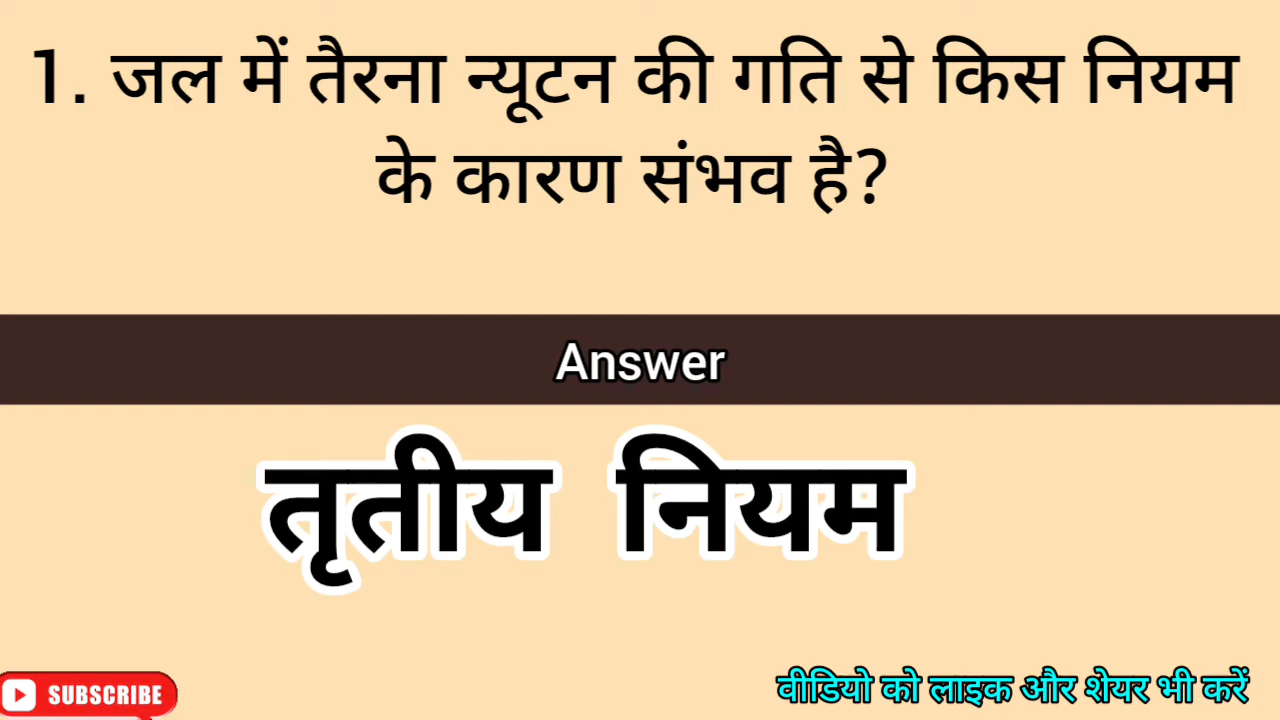 1. जल में तैरना न्यूटन की गति से किस नियम
के कारण संभव है?
Answer
तृतीय नियम
SUBSCRIBE
वीडियो को लाइक और शेयर भी करें